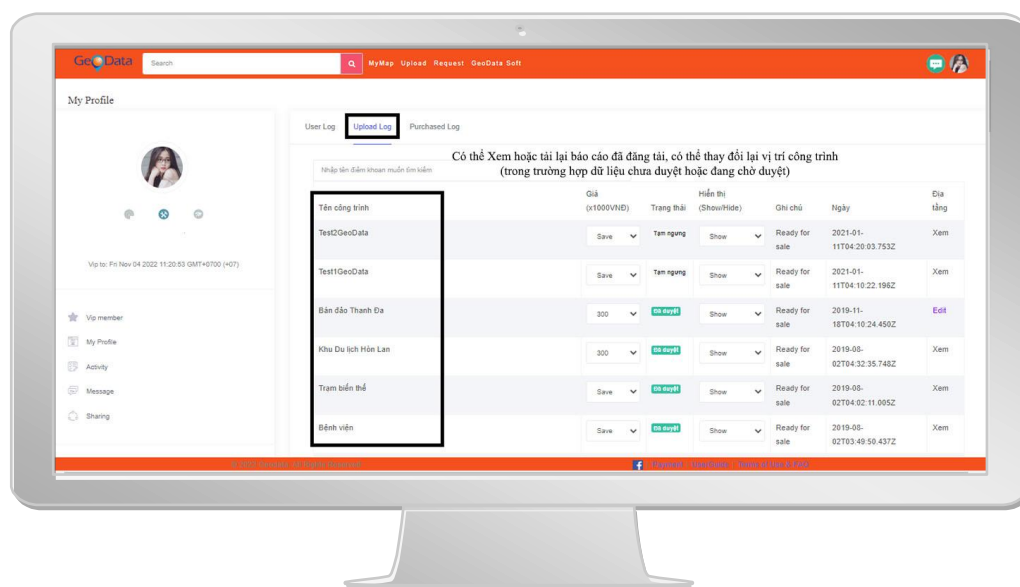 GeoData
Search
MyMap Upload Request GeoData Soft
My Profile
User Log Upload Log Purchased Log
Có thể Xem hoặc tải lại báo cáo đã đăng tải, có thể thay đổi lại vị trí công trình
(trong trường hợp dữ liệu chưa duyệt hoặc đang chờ duyệt)
Nhập tên điểm khoan muốn tìm kiếm
Tên công trình
Giá
(x1000VNĐ)
Trạng thái
Hiển thị
(Show/Hide)
Ghi chú
Ngày
Địa
tầng
Test2GeoData Save Tạm ngưng Show Ready for
sale
2021-01-
11T04:20:03.753Z
Xem
Test1GeoData Save Tạm ngưng Show Ready for
sale
2021-01-
11T04:10:22.196Z
Xem
Bán đảo Thanh Đa 300 Đã duyệt Show Ready for
sale
2019-11-
18T04:10:24.450Z
Edit
Khu Du lịch Hòn Lan 300 Đã duyệt Show Ready for
sale
2019-08-
02T04:32:35.748Z
Xem
Trạm biến thế Save Đã duyệt Show Ready for
sale
2019-08-
02T04:02:11.005Z
Xem
Bệnh viện Save Đã duyệt Show Ready for
sale
2019-08-
02T03:49:50.437Z
Xem
Vip to: Fri Nov 04 2022 11:20:53 GMT+0700 (+07)
Vip member
My Profile
Activity
Message
Sharing